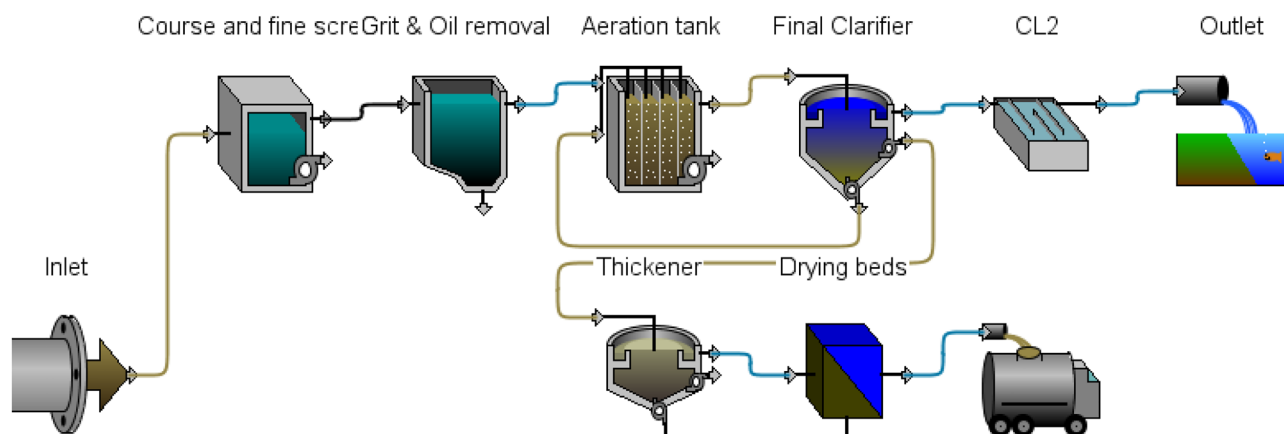 Course and fine scre
Grit & Oil removal
Aeration tank
Final Clarifier
CL2
Outlet
Inlet
Thickener
Drying beds